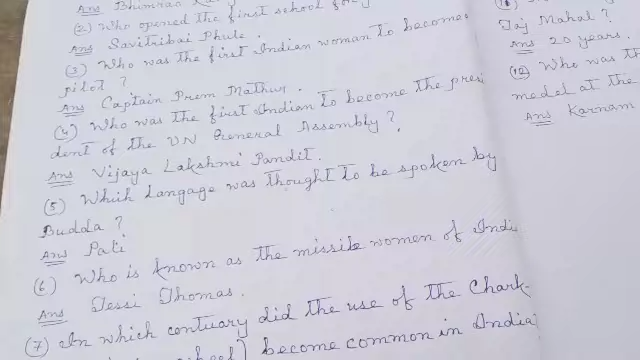 Ans Bhimrao
(2) Who opened the first school for
Ans Savitribai Phule.
(3) Who was the first Indian woman to become
pilot ?
Ans Captain Prem Mathur.
(4) Who was the first Indian to become the presi
dent of the UN General Assembly ?
Ans Vijaya Lakshmi Pandit.
(5) Which langage was thought to be spoken by
Budda ?
Ans Pali
(6) Who is known as the missile women of Indi
Ans Tessi Thomas.
(7) In which contuary did the use of the Chark-
school) become common in India
Taj Mahal ?
Ans 20 years.
(12) Who was th
medal at the
Ans Karnam